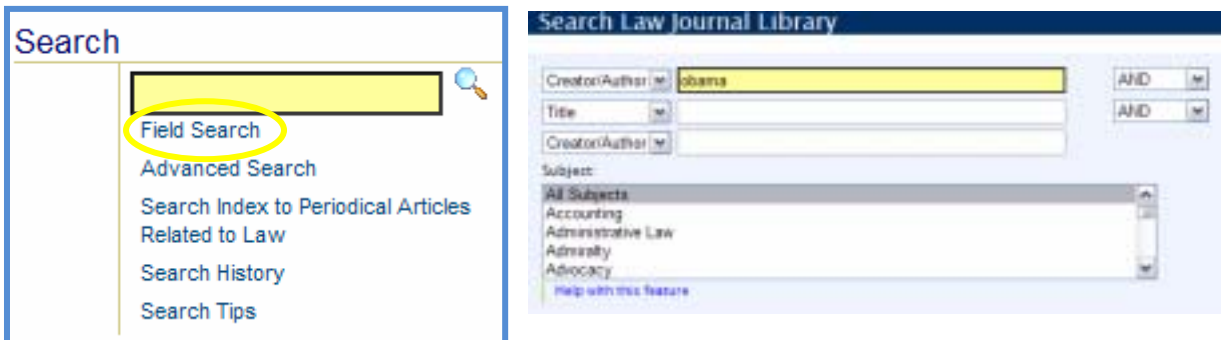 Search
Field Search
Advanced Search
Search Index to Periodical Articles
Related to Law
Search History
Search Tips
Search Law Journal Library
Creator/Author obama AND
Title AND
Creator/Author
Subject:
All Subjects
Accounting
Administrative Law
Admiralty
Advocacy
Help with this feature